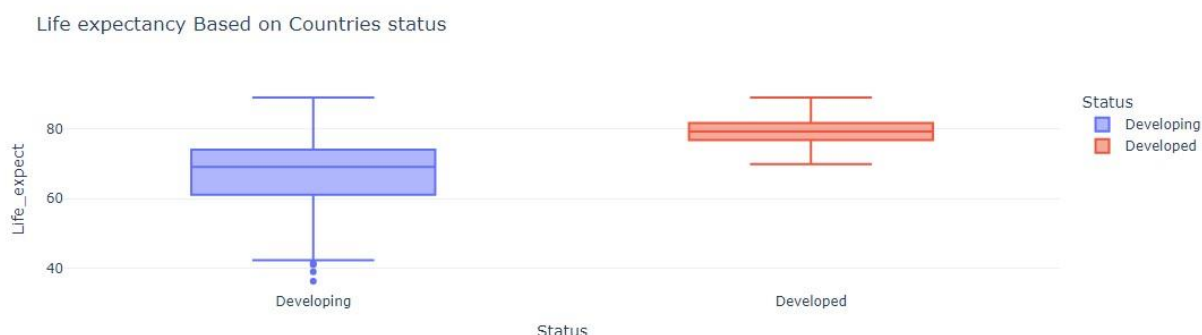 Life expectancy Based on Countries status
Status
Developing
Developed
80
60
40
Life_expect
Developing
Developed
Status